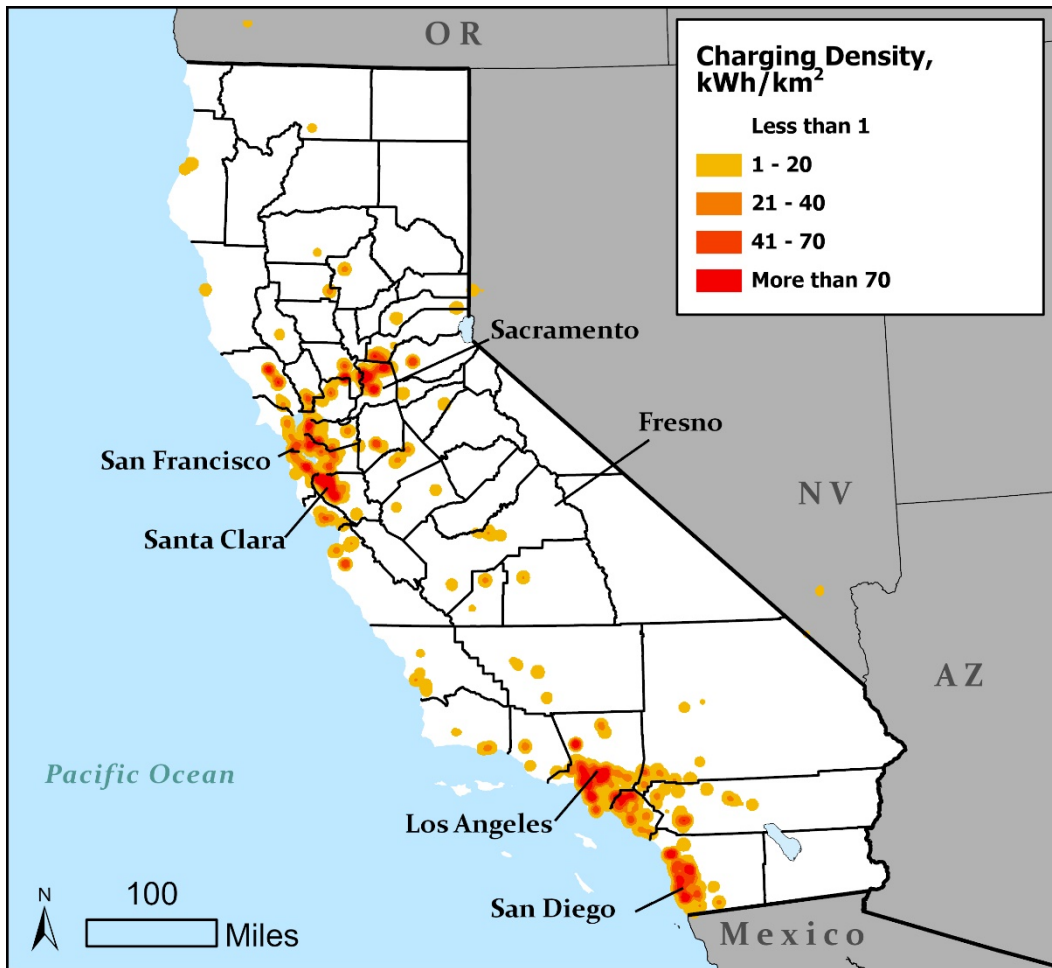 OR
Charging Density,
kWh/km²
Less than 1
1 - 20
21 - 40
41 - 70
More than 70
Sacramento
Fresno
San Francisco
NV
Santa Clara
AZ
Pacific Ocean
Los Angeles
San Diego
N
100
Miles
Mexico